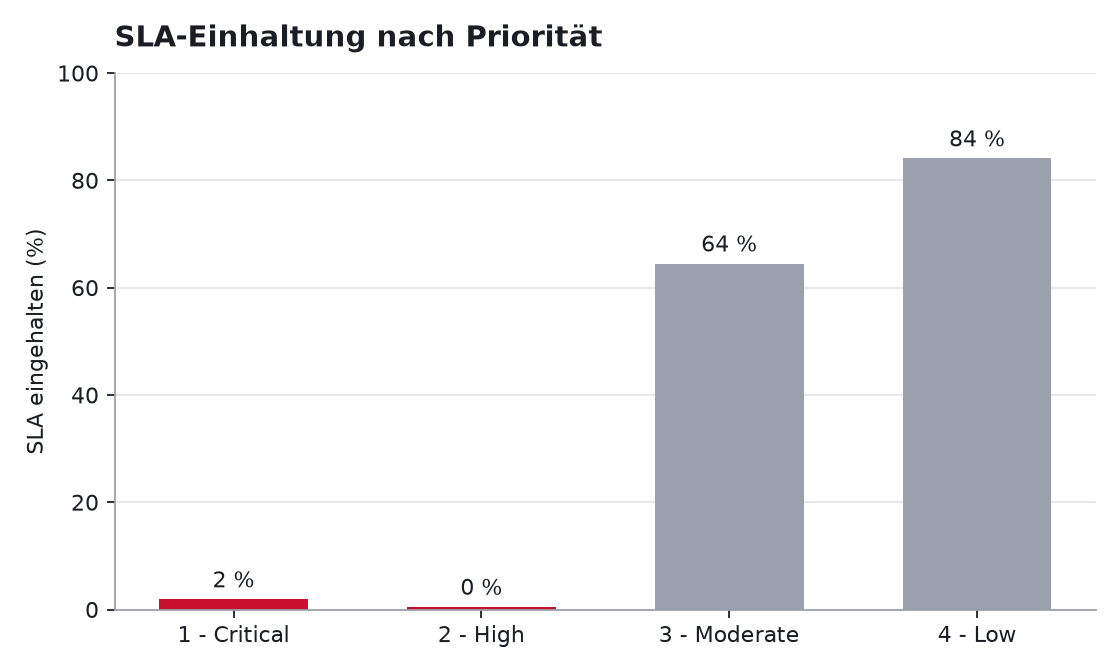 SLA-Einhaltung nach Priorität
SLA eingehalten (%)
100
80
60
40
20
0
2 %
0 %
64 %
84 %
1 - Critical
2 - High
3 - Moderate
4 - Low